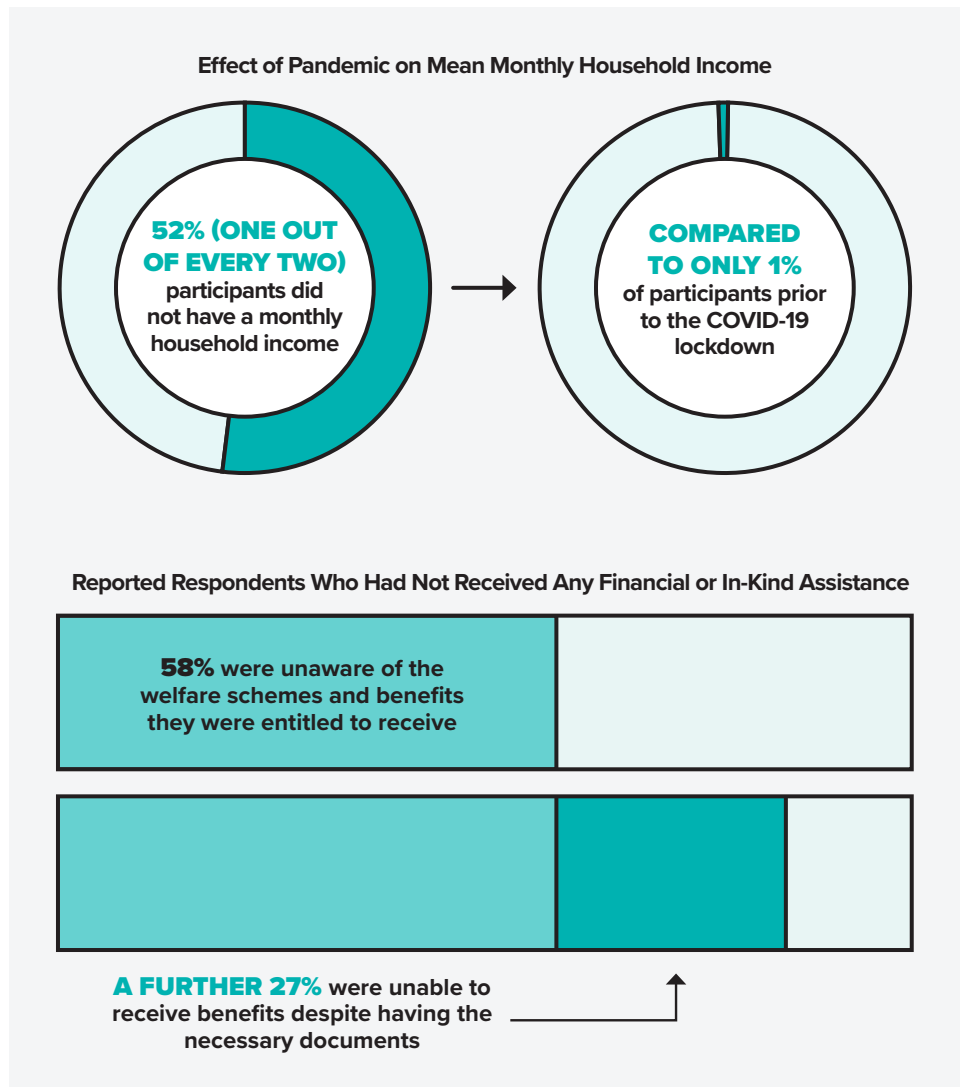 Effect of Pandemic on Mean Monthly Household Income
52% (ONE OUT
OF EVERY TWO)
participants did
not have a monthly
household income
COMPARED
TO ONLY 1%
of participants prior
to the COVID-19
lockdown
Reported Respondents Who Had Not Received Any Financial or In-Kind Assistance
58% were unaware of the
welfare schemes and benefits
they were entitled to receive
A FURTHER 27% were unable to
receive benefits despite having the
necessary documents